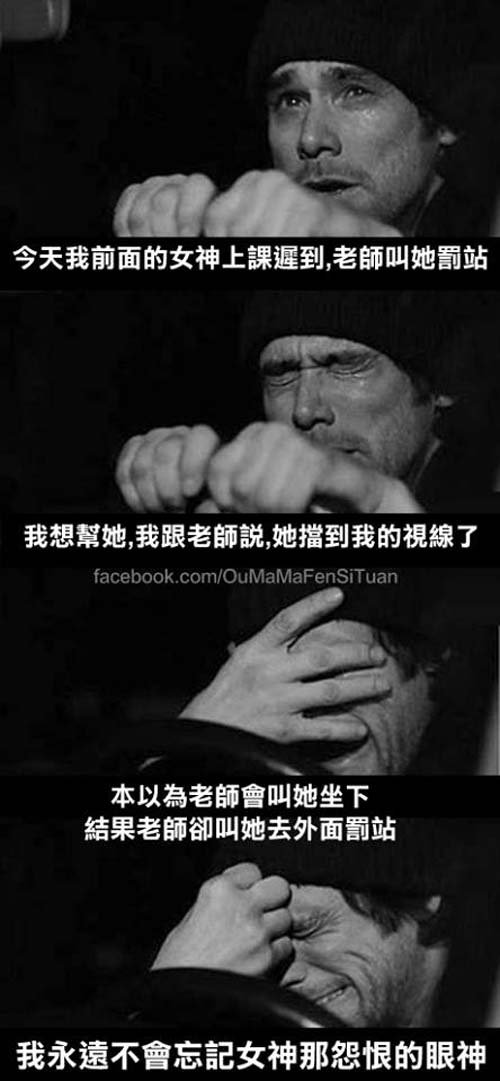 今天我前面的女神上課遲到,老師叫她罰站
我想幫她,我跟老師說,她擋到我的視線了
facebook.com/OuMaMaFenSiTuan
本以為老師會叫她坐下
結果老師卻叫她去外面罰站
我永遠不會忘記女神那怨恨的眼神